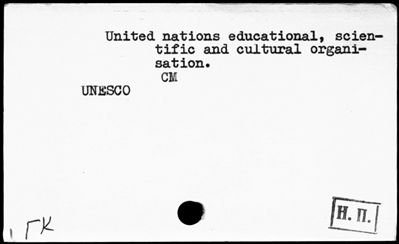 United nations educational, scien-
tific and cultural organi-
sation.
CM
UNESCO
ГК
Н. П.